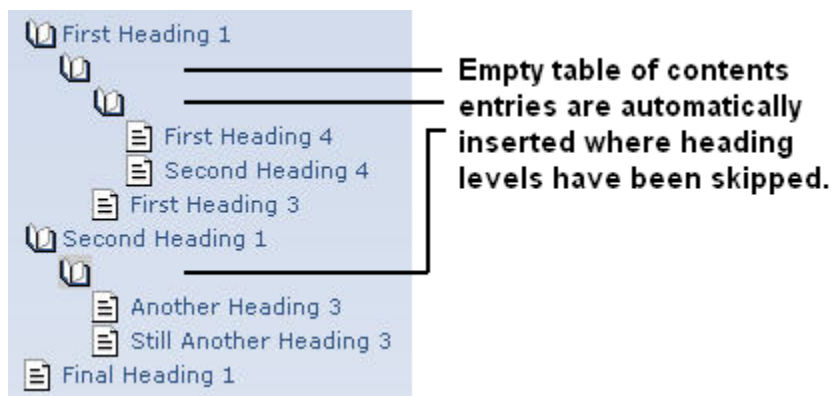 First Heading 1
First Heading 4
Second Heading 4
First Heading 3
Second Heading 1
Another Heading 3
Still Another Heading 3
Final Heading 1
Empty table of contents
entries are automatically
inserted where heading
levels have been skipped.